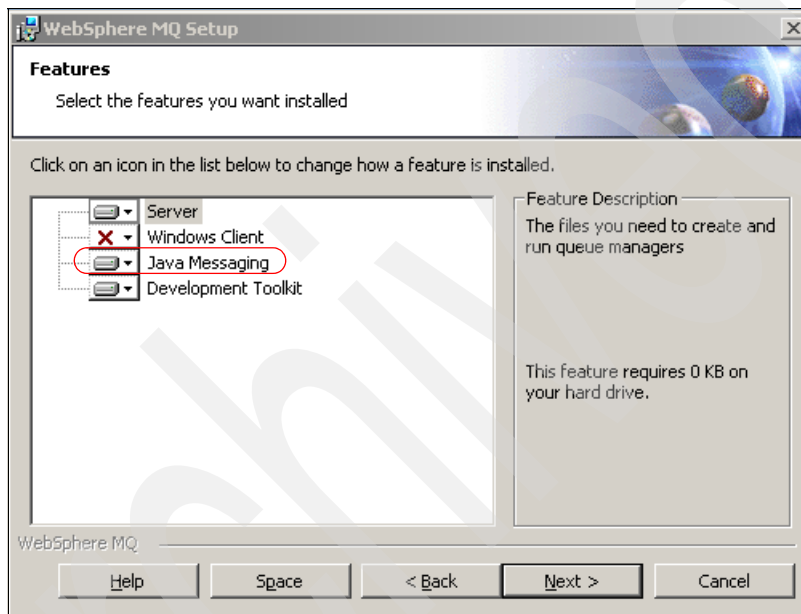 WebSphere MQ Setup
Features
Select the features you want installed
Click on an icon in the list below to change how a feature is installed.
Server
Windows Client
Java Messaging
Development Toolkit
Feature Description
The files you need to create and
run queue managers
This feature requires 0 KB on
your hard drive.
WebSphere MQ
Help
Space
< Back
Next >
Cancel